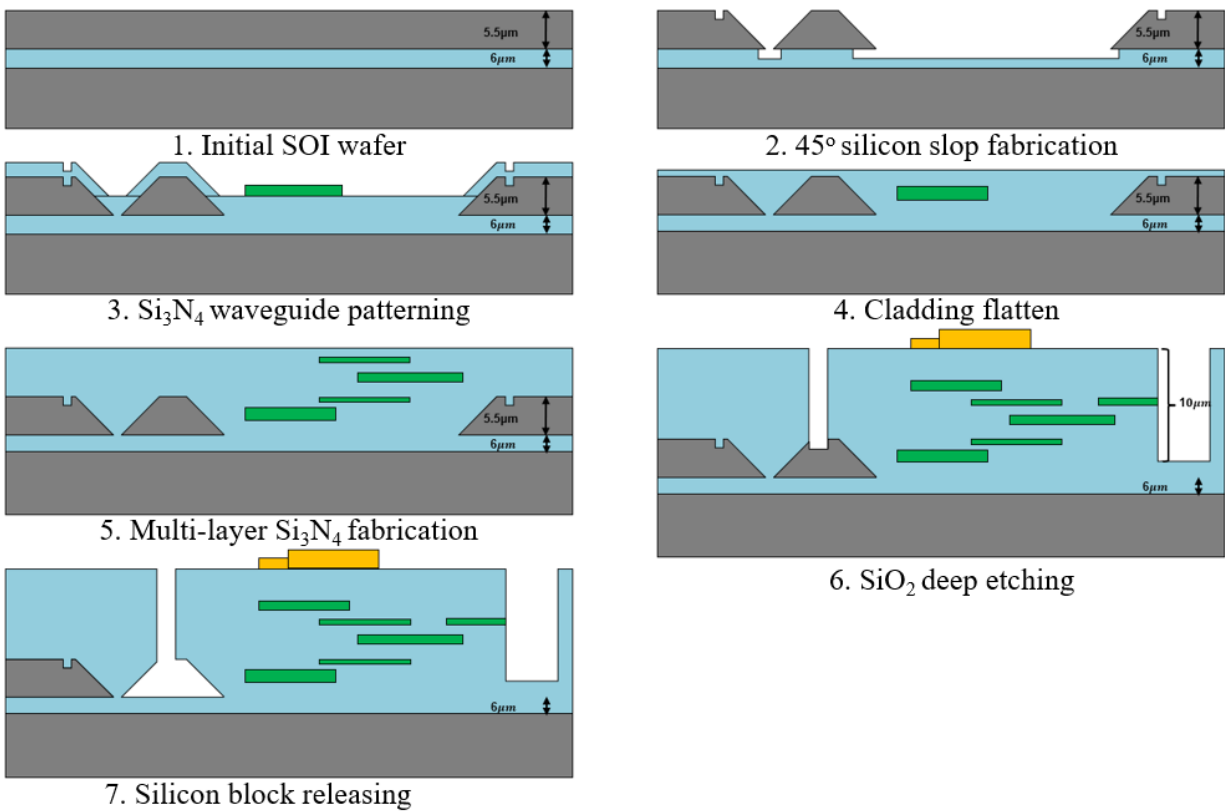 5.5μm
6μm
1. Initial SOI wafer
5.5μm
6μm
2. 45° silicon slop fabrication
5.5μm
6μm
3. Si₃N₄ waveguide patterning
5.5μm
6μm
4. Cladding flatten
5.5μm
6μm
5. Multi-layer Si₃N₄ fabrication
10μm
6μm
6. SiO₂ deep etching
6μm
7. Silicon block releasing